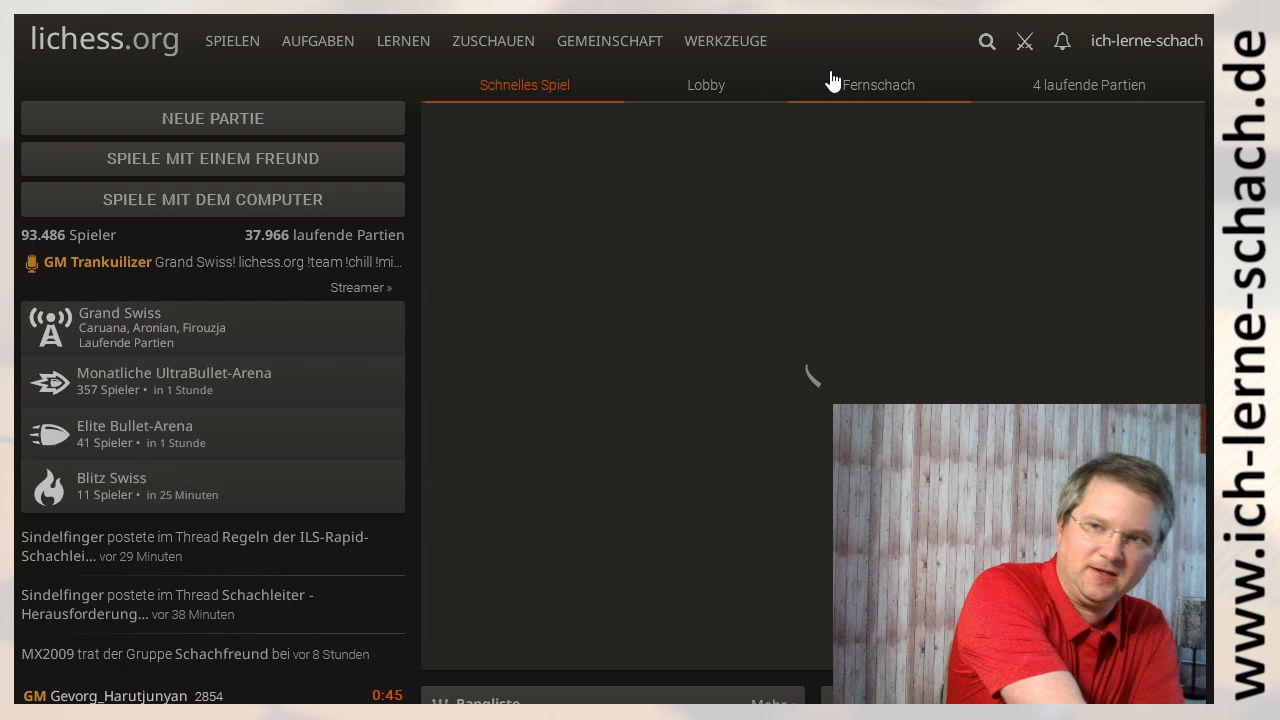 lichess.org SPIELEN AUFGABEN LERNEN ZUSCHAUEN GEMEINSCHAFT WERKZEUGE ich-lerne-schach
Schnelles Spiel Lobby Fernschach 4 laufende Partien
NEUE PARTIE
SPIELE MIT EINEM FREUND
SPIELE MIT DEM COMPUTER
93.486 Spieler 37.966 laufende Partien
GM Trankuilizer Grand Swiss! lichess.org !team !chill !mi...
Streamer »
Grand Swiss
Caruana, Aronian, Firouzja
Laufende Partien
Monatliche UltraBullet-Arena
357 Spieler • in 1 Stunde
Elite Bullet-Arena
41 Spieler • in 1 Stunde
Blitz Swiss
11 Spieler • in 25 Minuten
Sindelfinger postete im Thread Regeln der ILS-Rapid-
Schachlei... vor 29 Minuten
Sindelfinger postete im Thread Schachleiter -
Herausforderung... vor 38 Minuten
MX2009 trat der Gruppe Schachfreund bei vor 8 Stunden
GM Gevorg_Harutjunyan 2854 0:45
Rangliste Mehr »
www.ich-lerne-schach.de